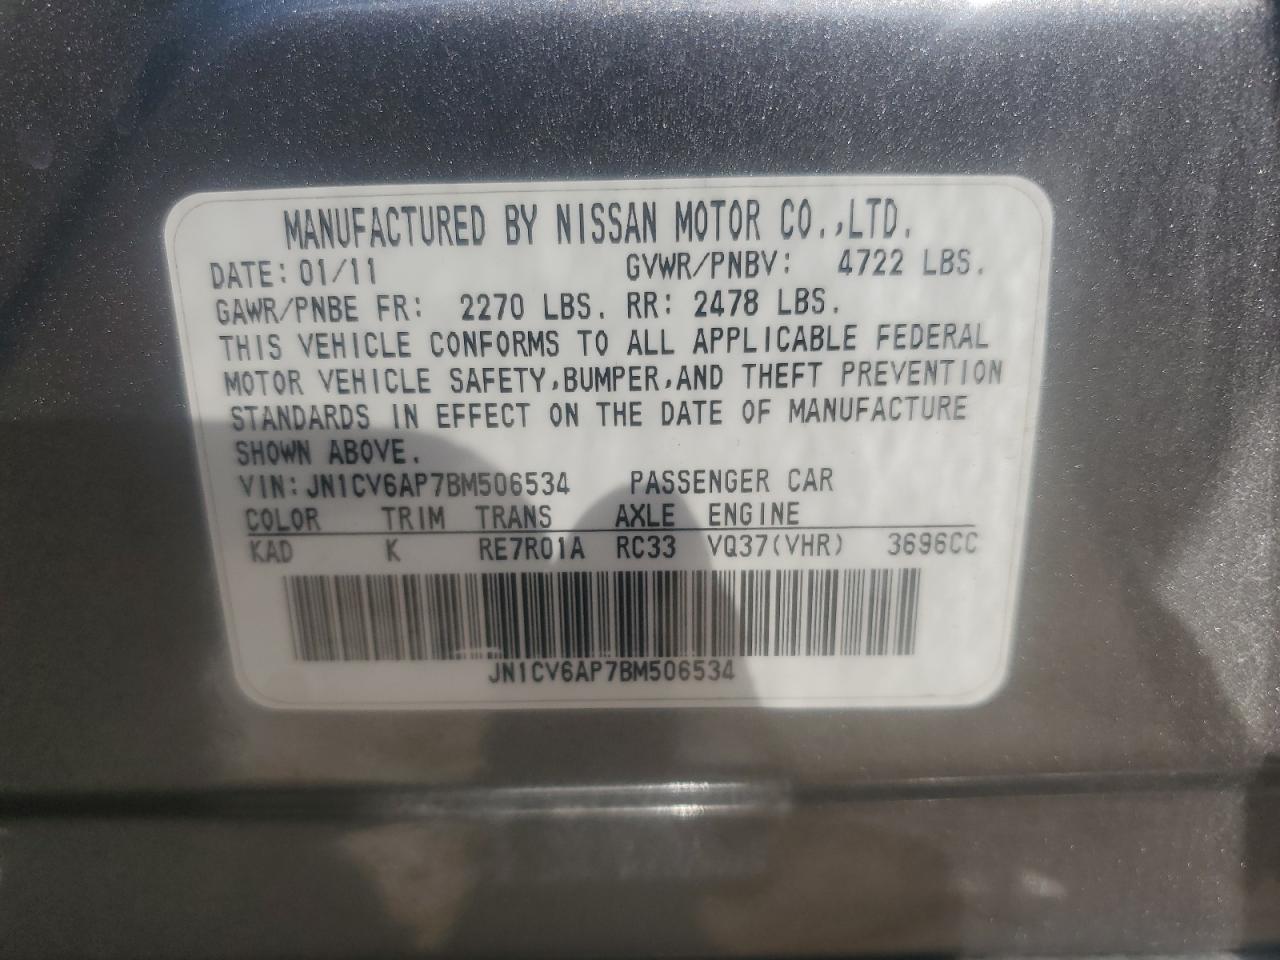 MANUFACTURED BY NISSAN MOTOR CO.,LTD.
DATE: 01/11 GVWR/PNBV: 4722 LBS.
GAWR/PNBE FR: 2270 LBS. RR: 2478 LBS.
THIS VEHICLE CONFORMS TO ALL APPLICABLE FEDERAL
MOTOR VEHICLE SAFETY,BUMPER,AND THEFT PREVENTION
STANDARDS IN EFFECT ON THE DATE OF MANUFACTURE
SHOWN ABOVE.
VIN: JN1CV6AP7BM506534 PASSENGER CAR
COLOR TRIM TRANS AXLE ENGINE
KAD K RE7R01A RC33 VQ37(VHR) 3696CC
JN1CV6AP7BM506534